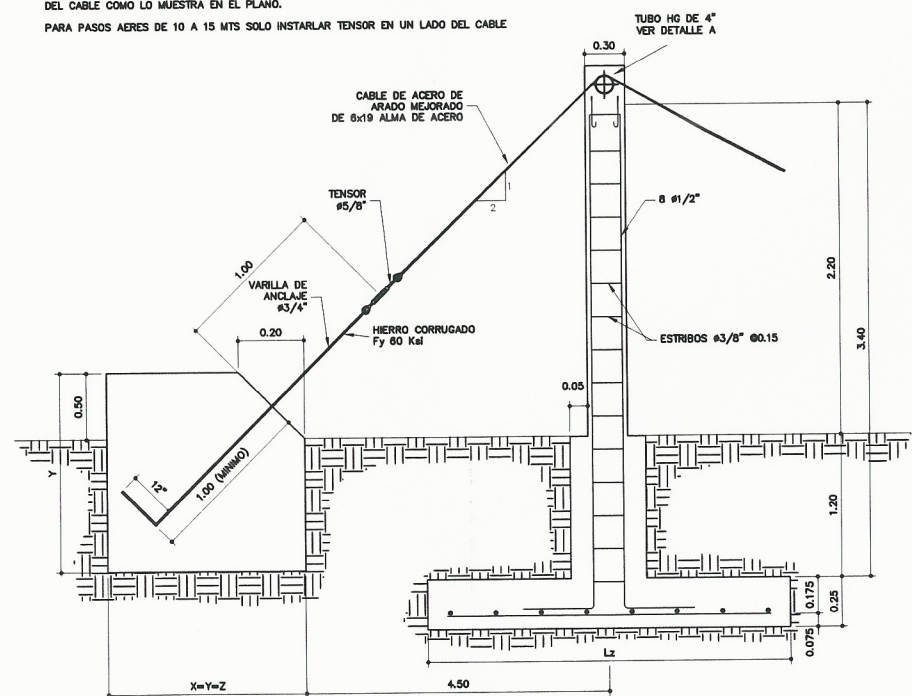 DEL CABLE COMO LO MUESTRA EN EL PLANO.
PARA PASOS AERES DE 10 A 15 MTS SOLO INSTARLAR TENSOR EN UN LADO DEL CABLE
TUBO HG DE 4"
VER DETALLE A
0.30
CABLE DE ACERO DE
ARADO MEJORADO
DE 6x19 ALMA DE ACERO
1
2
TENSOR
ø5/8"
8 ø1/2"
1.00
VARILLA DE
ANCLAJE
ø3/4"
2.20
3.40
0.20
HIERRO CORRUGADO
Fy 60 Ksi
ESTRIBOS ø3/8" @0.15
0.05
0.50
Y
1.00 (MINIMO)
12"
1.20
0.175
0.25
0.075
Lz
X=Y=Z
4.50